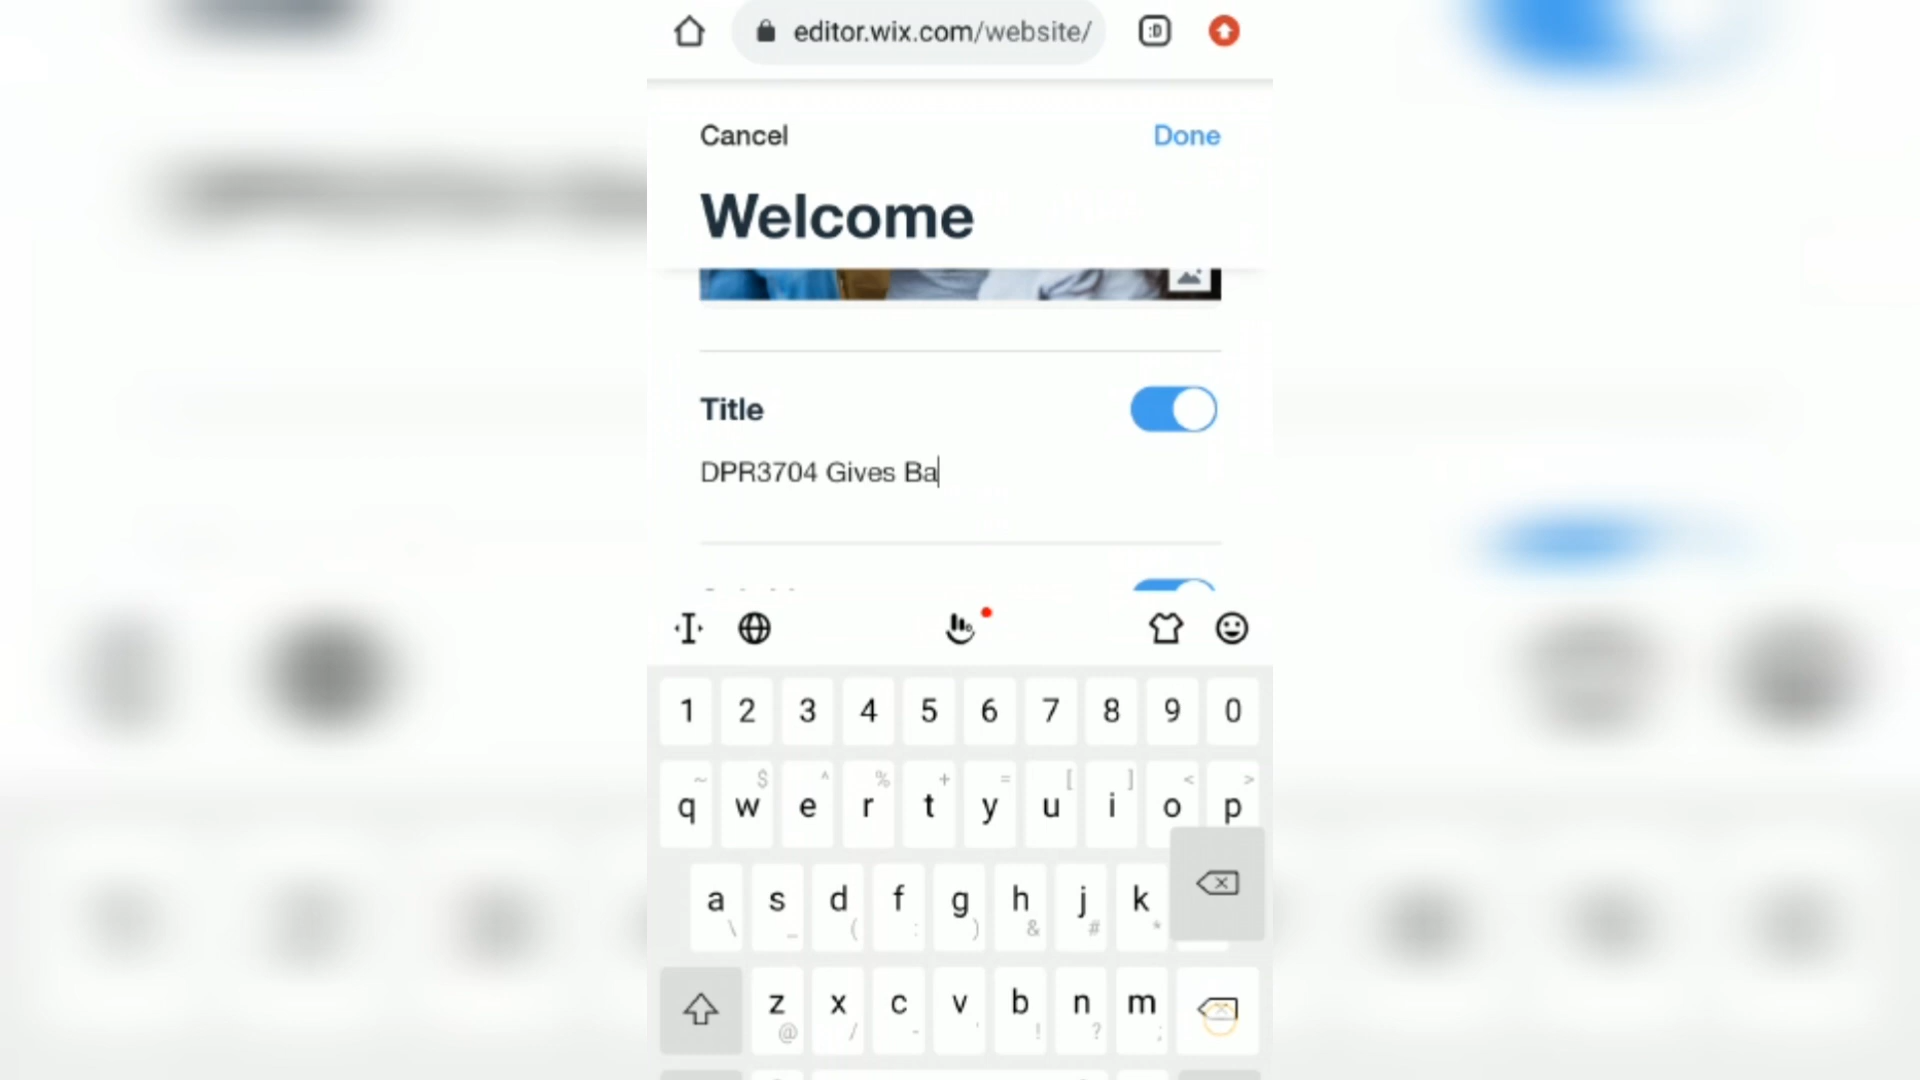 editor.wix.com/website/
:D
Cancel
Done
Welcome
Title
DPR3704 Gives Ba
1 2 3 4 5 6 7 8 9 0
~ $ ^ % + = [ ] < >
q w e r t y u i o p
a s d f g h j k
\ _ ( : ) & # *
z x c v b n m
@ / - ' ! ? ;